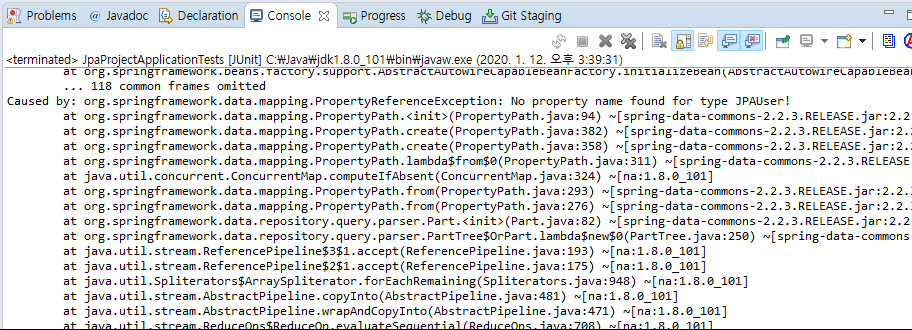 Problems @ Javadoc Declaration Console Progress Debug Git Staging
<terminated> JpaProjectApplicationTests [JUnit] C:₩Java₩jdk1.8.0_101₩bin₩javaw.exe (2020. 1. 12. 오후 3:39:31)
at org.springframework.beans.factory.support.AbstractAutowireCapableBeanFactory.initializeBean(AbstractAutowireCapableBean
... 118 common frames omitted
Caused by: org.springframework.data.mapping.PropertyReferenceException: No property name found for type JPAUser!
at org.springframework.data.mapping.PropertyPath.<init>(PropertyPath.java:94) ~[spring-data-commons-2.2.3.RELEASE.jar:2.2.
at org.springframework.data.mapping.PropertyPath.create(PropertyPath.java:382) ~[spring-data-commons-2.2.3.RELEASE.jar:2.2
at org.springframework.data.mapping.PropertyPath.create(PropertyPath.java:358) ~[spring-data-commons-2.2.3.RELEASE.jar:2.2
at org.springframework.data.mapping.PropertyPath.lambda$from$0(PropertyPath.java:311) ~[spring-data-commons-2.2.3.RELEASE
at java.util.concurrent.ConcurrentMap.computeIfAbsent(ConcurrentMap.java:324) ~[na:1.8.0_101]
at org.springframework.data.mapping.PropertyPath.from(PropertyPath.java:293) ~[spring-data-commons-2.2.3.RELEASE.jar:2.2.
at org.springframework.data.mapping.PropertyPath.from(PropertyPath.java:276) ~[spring-data-commons-2.2.3.RELEASE.jar:2.2.
at org.springframework.data.repository.query.parser.Part.<init>(Part.java:82) ~[spring-data-commons-2.2.3.RELEASE.jar:2.2
at org.springframework.data.repository.query.parser.PartTree$OrPart.lambda$new$0(PartTree.java:250) ~[spring-data-commons-
at java.util.stream.ReferencePipeline$3$1.accept(ReferencePipeline.java:193) ~[na:1.8.0_101]
at java.util.stream.ReferencePipeline$2$1.accept(ReferencePipeline.java:175) ~[na:1.8.0_101]
at java.util.Spliterators$ArraySpliterator.forEachRemaining(Spliterators.java:948) ~[na:1.8.0_101]
at java.util.stream.AbstractPipeline.copyInto(AbstractPipeline.java:481) ~[na:1.8.0_101]
at java.util.stream.AbstractPipeline.wrapAndCopyInto(AbstractPipeline.java:471) ~[na:1.8.0_101]
at java.util.stream.ReduceOps$ReduceOp.evaluateSequential(ReduceOps.java:708) ~[na:1.8.0_101]